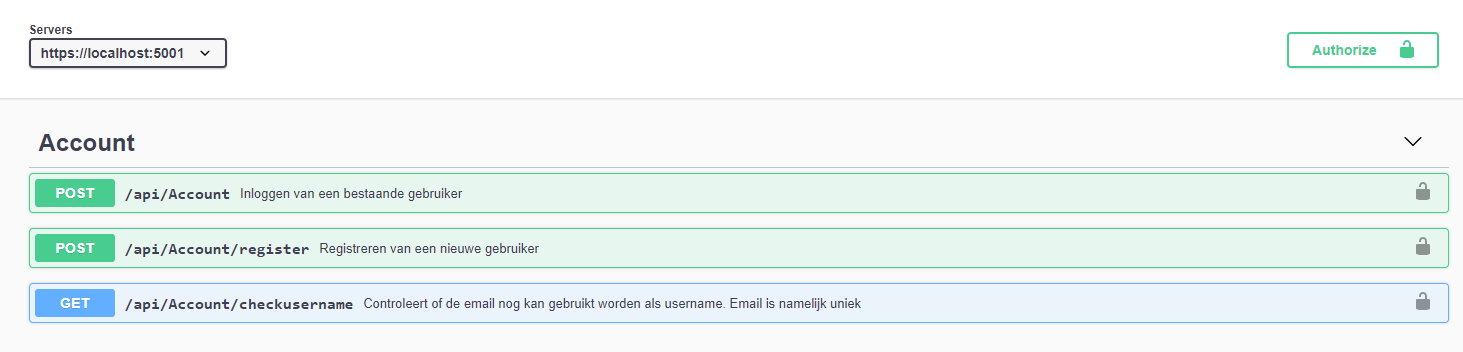 Servers
https://localhost:5001
Authorize
Account
POST /api/Account Inloggen van een bestaande gebruiker
POST /api/Account/register Registreren van een nieuwe gebruiker
GET /api/Account/checkusername Controleert of de email nog kan gebruikt worden als username. Email is namelijk uniek